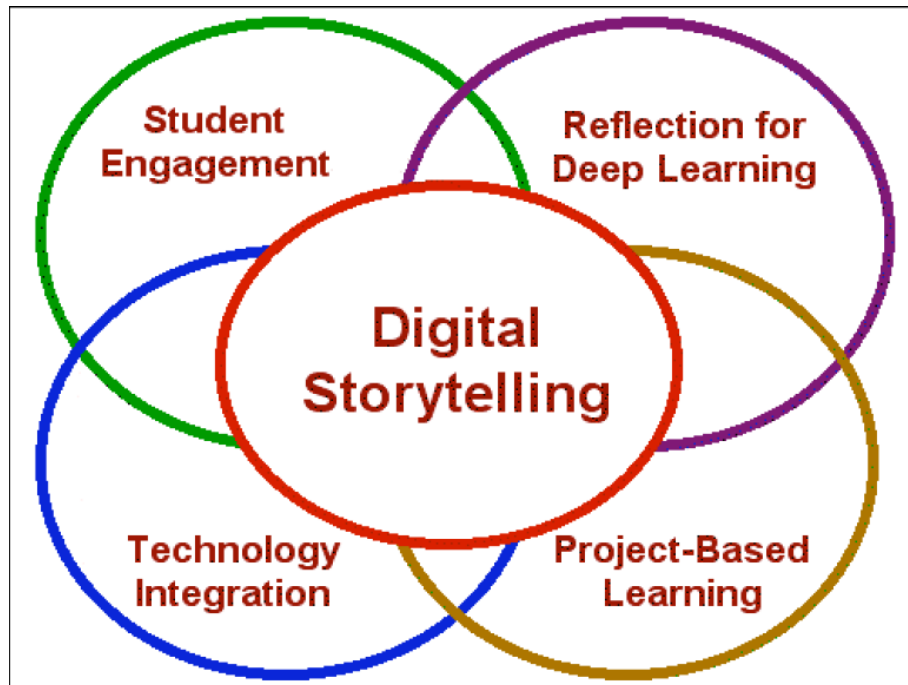 Student
Engagement
Reflection for
Deep Learning
Digital
Storytelling
Technology
Integration
Project-Based
Learning